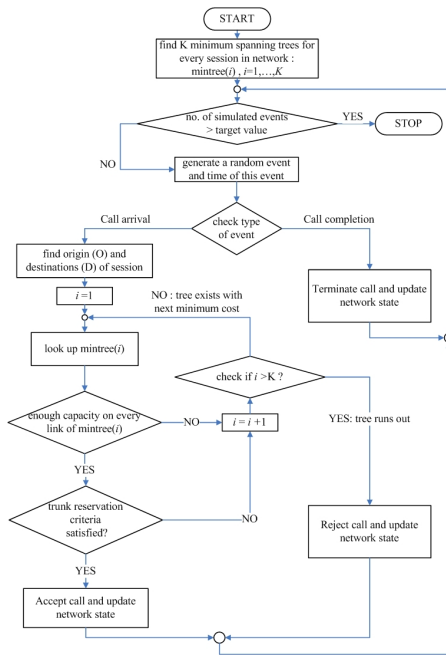 START
find K minimum spanning trees for
every session in network :
mintree(i) , i=1,...,K
no. of simulated events
> target value
YES
STOP
NO
generate a random event
and time of this event
Call arrival
check type
of event
Call completion
find origin (O) and
destinations (D) of session
Terminate call and update
network state
i =1
NO : tree exists with
next minimum cost
look up mintree(i)
check if i >K ?
enough capacity on every
link of mintree(i)
NO
i = i +1
YES: tree runs out
YES
trunk reservation
criteria
satisfied?
NO
Reject call and update
network state
YES
Accept call and update
network state